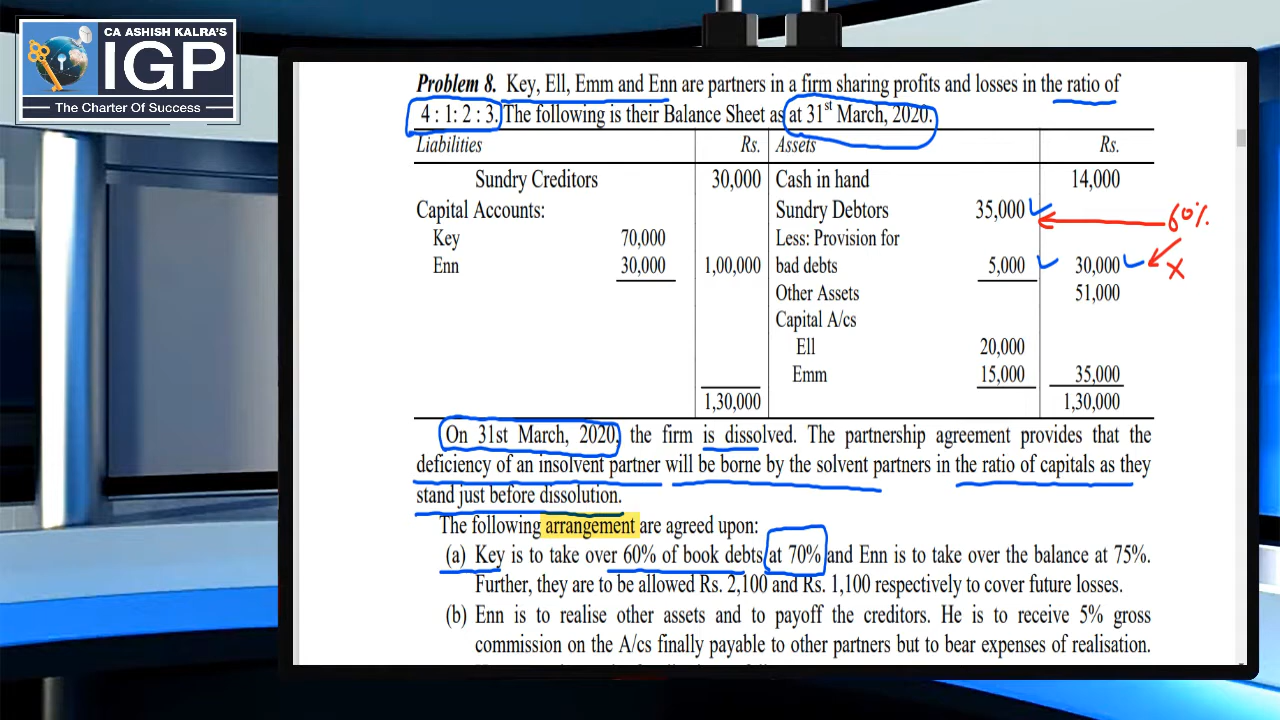 CA ASHISH KALRA'S
IGP
The Charter Of Success
Problem 8. Key, Ell, Emm and Enn are partners in a firm sharing profits and losses in the ratio of
4 : 1: 2 : 3. The following is their Balance Sheet as at 31st March, 2020.
Liabilities Rs. Assets Rs.
Sundry Creditors 30,000 Cash in hand 14,000
Capital Accounts: Sundry Debtors 35,000 60%
Key 70,000 Less: Provision for
Enn 30,000 1,00,000 bad debts 5,000 30,000 X
Other Assets 51,000
Capital A/cs
Ell 20,000
Emm 15,000 35,000
1,30,000 1,30,000
On 31st March, 2020, the firm is dissolved. The partnership agreement provides that the
deficiency of an insolvent partner will be borne by the solvent partners in the ratio of capitals as they
stand just before dissolution.
The following arrangement are agreed upon:
(a) Key is to take over 60% of book debts at 70% and Enn is to take over the balance at 75%.
Further, they are to be allowed Rs. 2,100 and Rs. 1,100 respectively to cover future losses.
(b) Enn is to realise other assets and to payoff the creditors. He is to receive 5% gross
commission on the A/cs finally payable to other partners but to bear expenses of realisation.